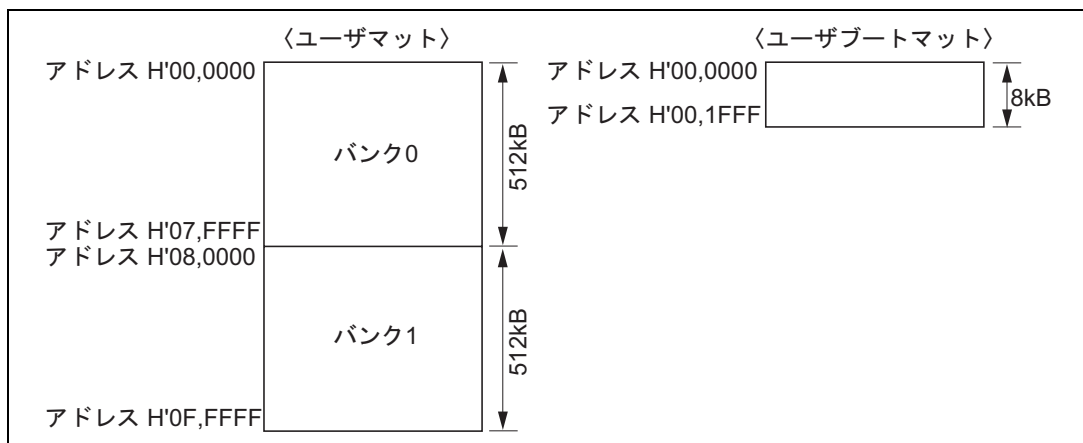 〈ユーザマット〉
アドレス H'00,0000
バンク0
512kB
アドレス H'07,FFFF
アドレス H'08,0000
バンク1
512kB
アドレス H'0F,FFFF
〈ユーザブートマット〉
アドレス H'00,0000
アドレス H'00,1FFF
8kB